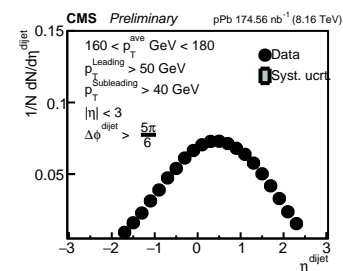 CMS Preliminary pPb 174.56 nb⁻¹ (8.16 TeV)
0.15
160 < p_T^ave < 180
p_T^Leading > 50 GeV
p_T^Subleading > 40 GeV
|η| < 3
Δϕ^dijet > 5π/6
Data
Syst. ucrt.
1/N dN/dη^dijet
0.1
0.05
−3 −2 −1 0 1 2 3
η^dijet